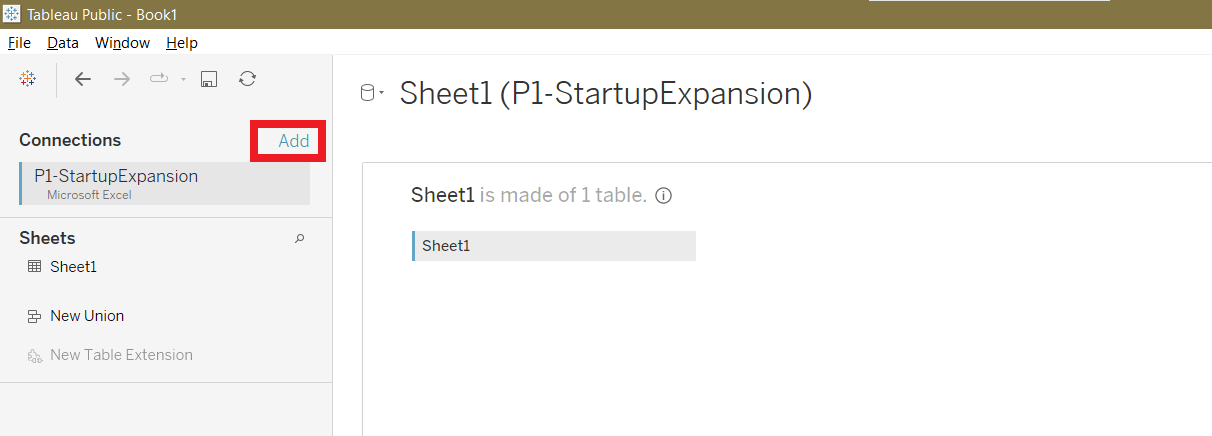 Tableau Public - Book1
File Data Window Help
Connections Add
P1-StartupExpansion
Microsoft Excel
Sheets
Sheet1
New Union
New Table Extension
Sheet1 (P1-StartupExpansion)
Sheet1 is made of 1 table.
Sheet1